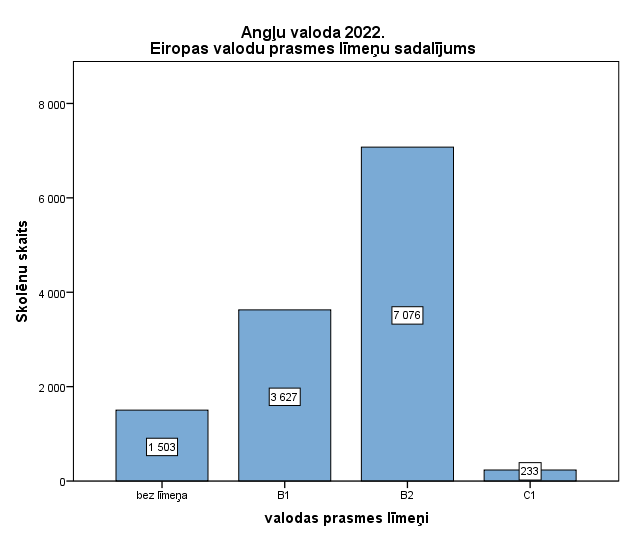 Angļu valoda 2022.
Eiropas valodu prasmes līmeņu sadalījums
Skolēnu skaits
8 000
6 000
4 000
2 000
0
1 503
3 627
7 076
233
bez līmeņa
B1
B2
C1
valodas prasmes līmeņi